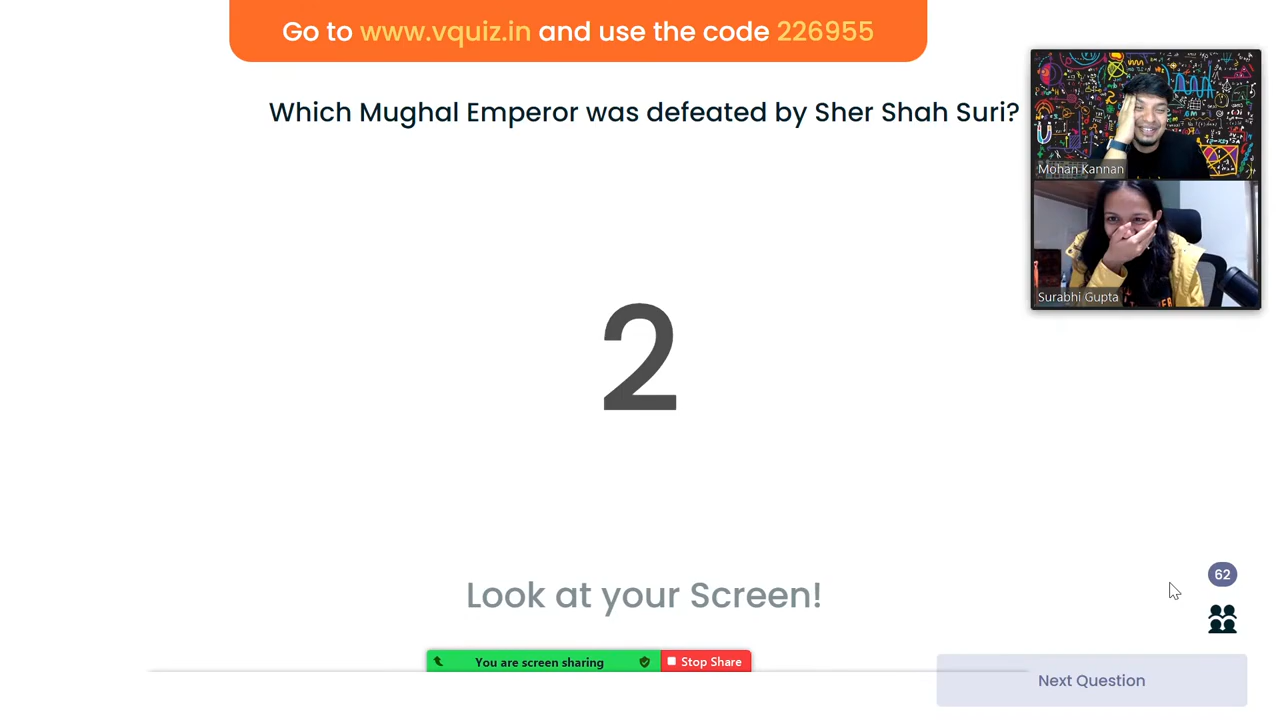 Go to www.vquiz.in and use the code 226955
Which Mughal Emperor was defeated by Sher Shah Suri?
Mohan Kannan
Surabhi Gupta
2
62
Look at your Screen!
You are screen sharing
Stop Share
Next Question